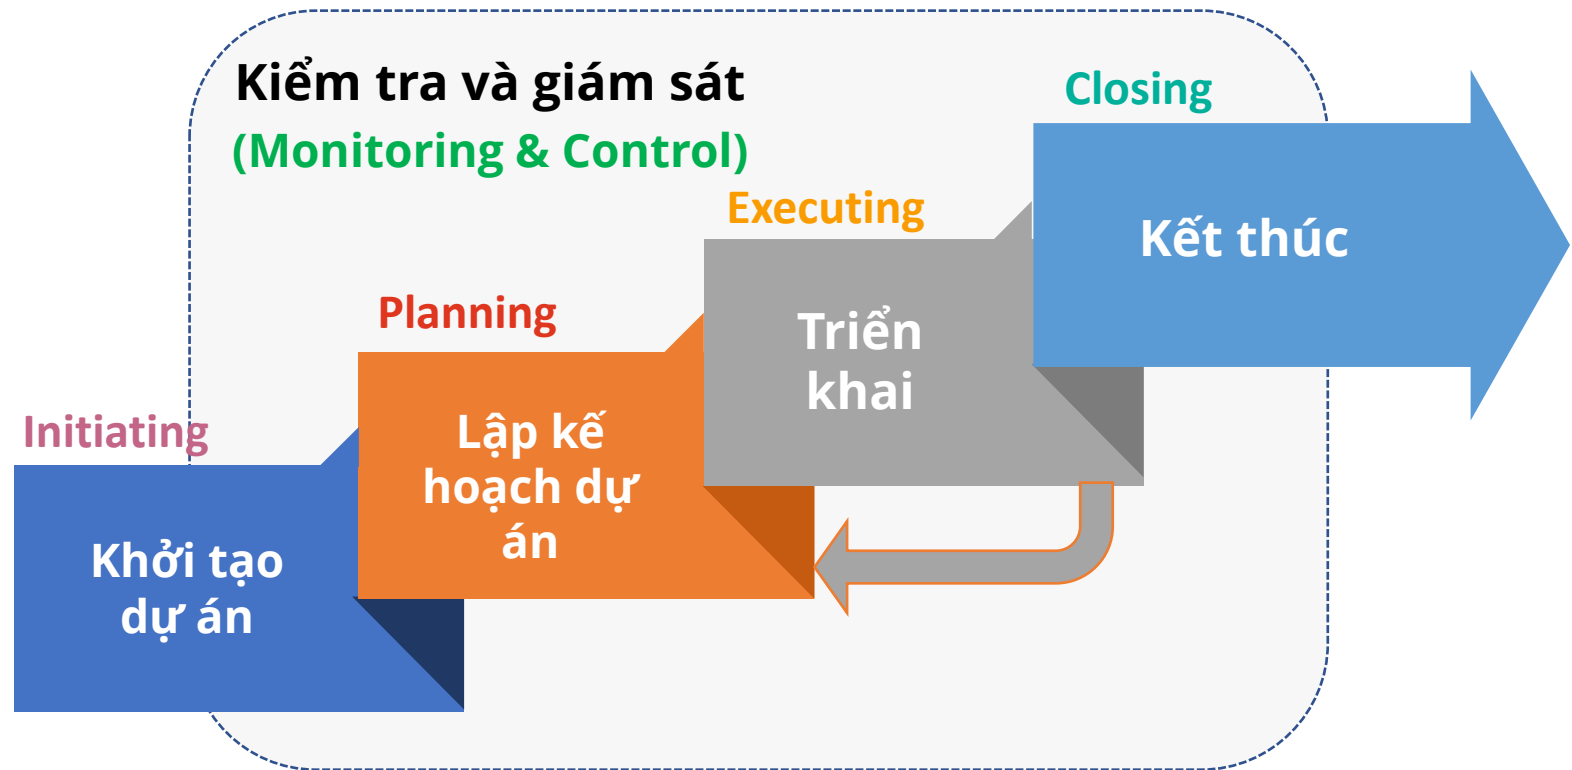 Kiểm tra và giám sát
(Monitoring & Control)
Closing
Kết thúc
Executing
Triển
khai
Planning
Lập kế
hoạch dự
án
Initiating
Khởi tạo
dự án